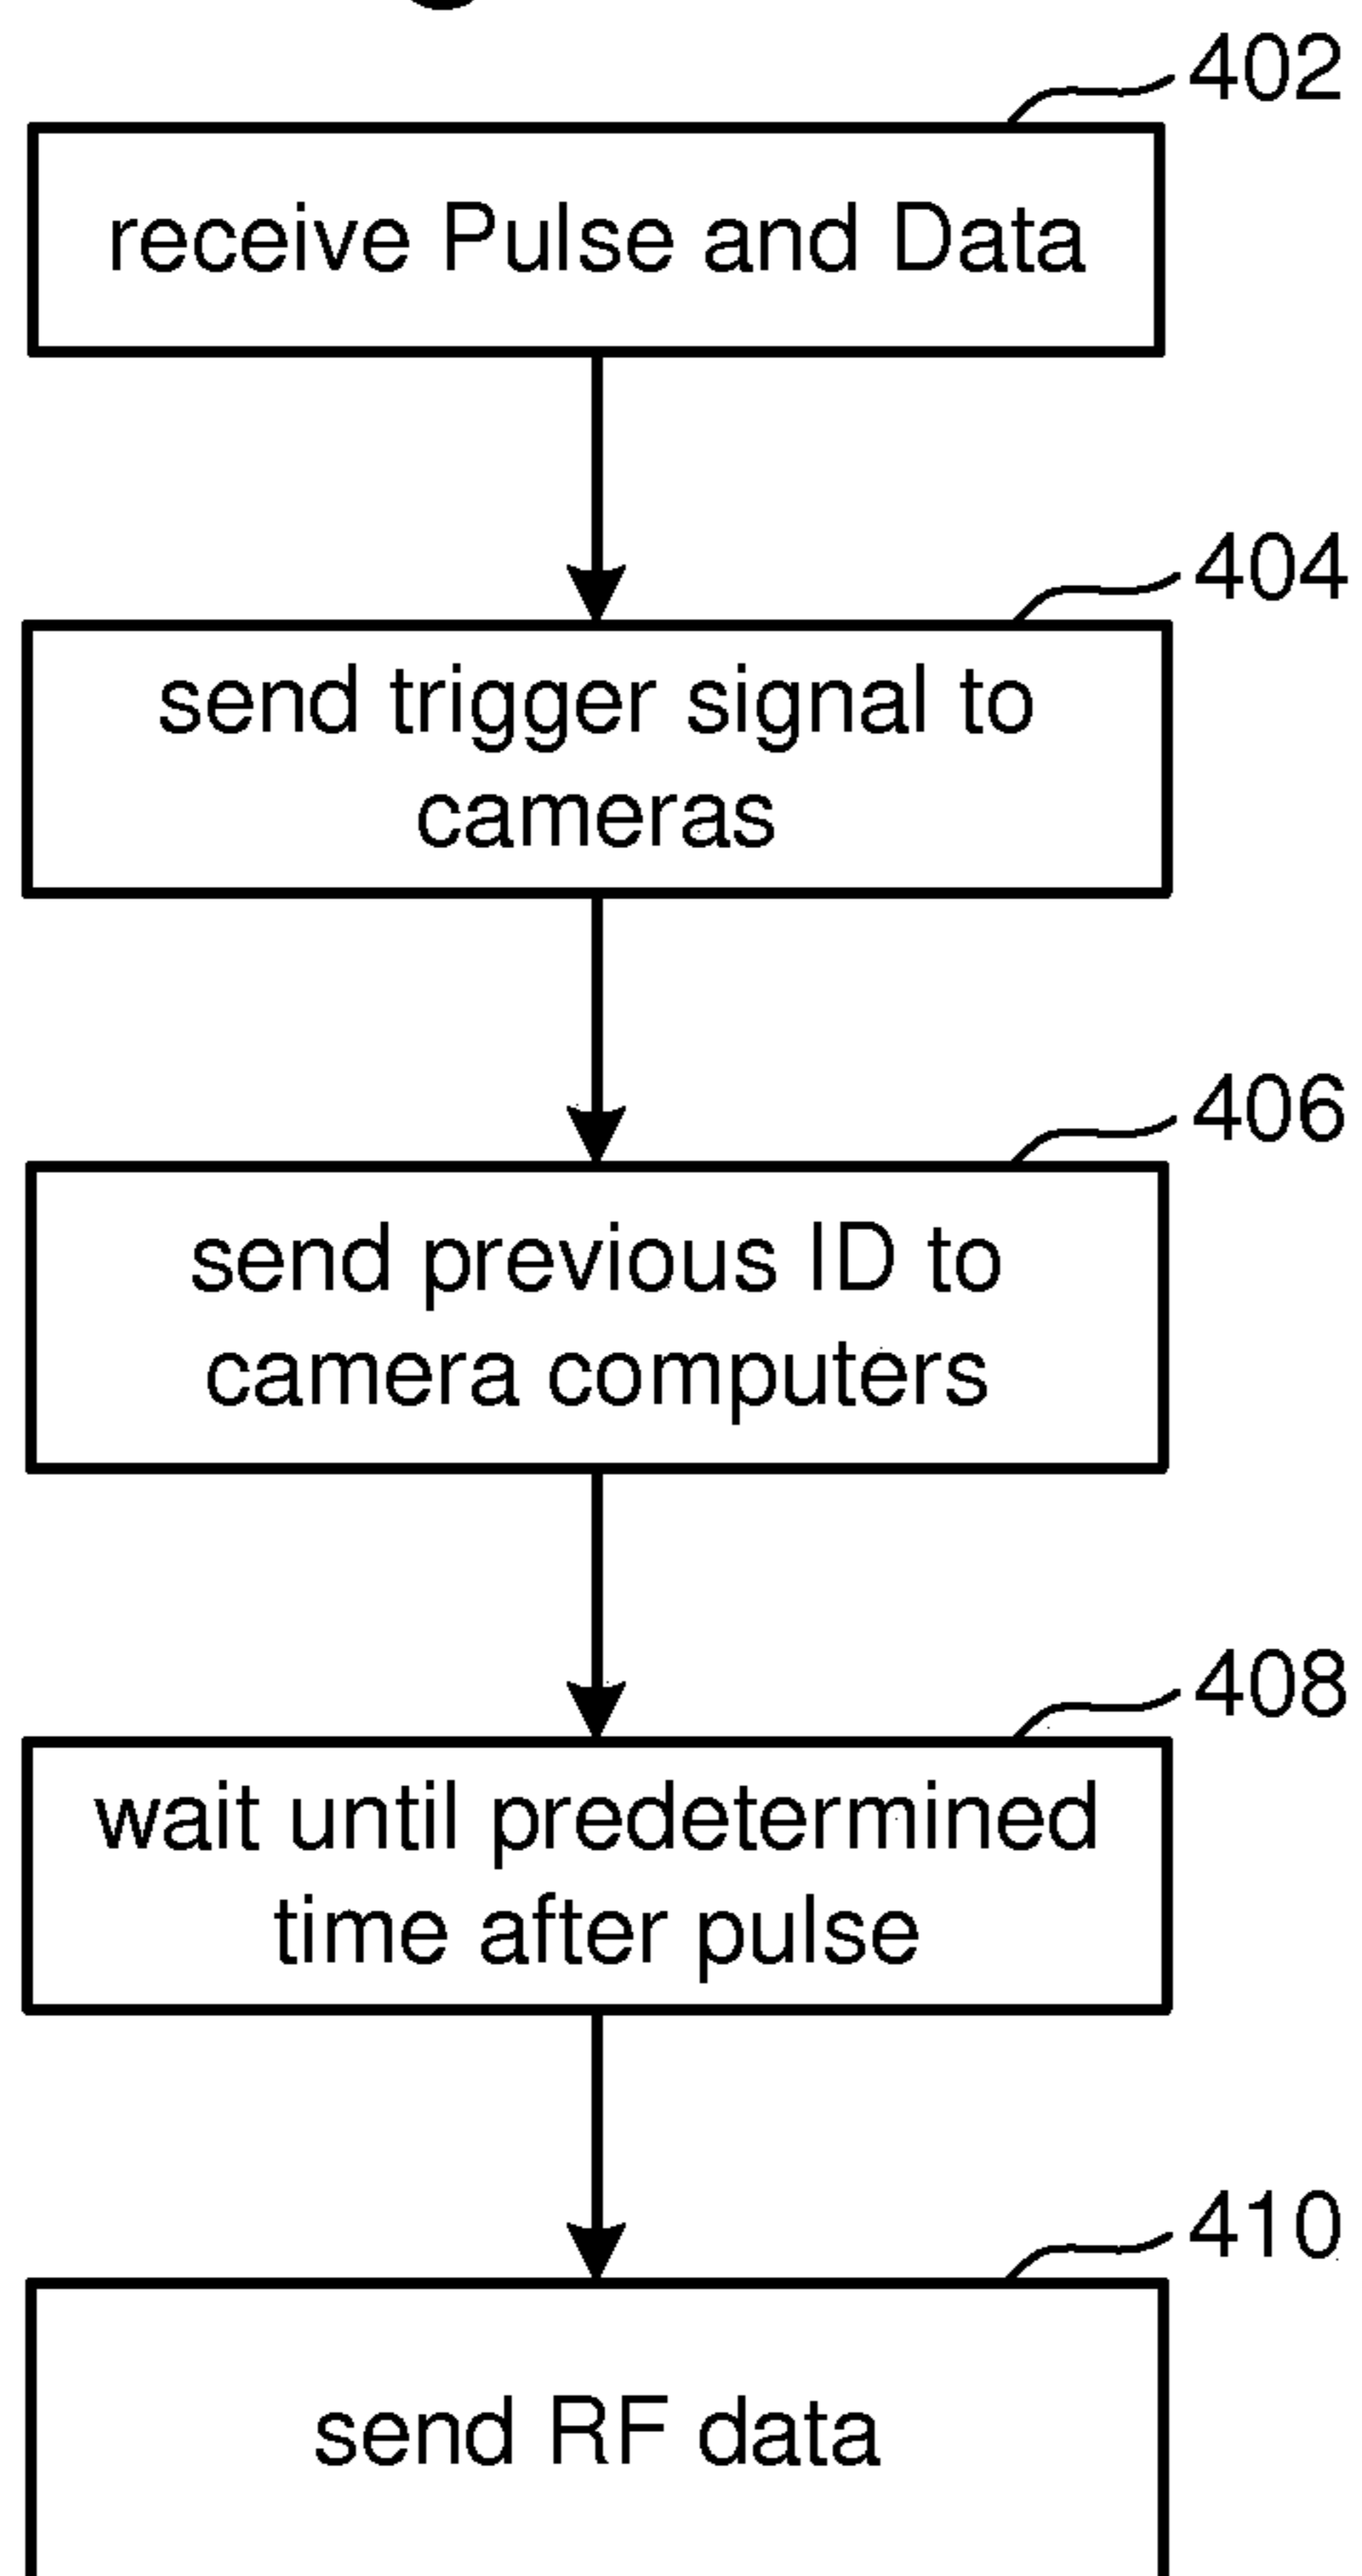 402
receive Pulse and Data
404
send trigger signal to
cameras
406
send previous ID to
camera computers
408
wait until predetermined
time after pulse
410
send RF data